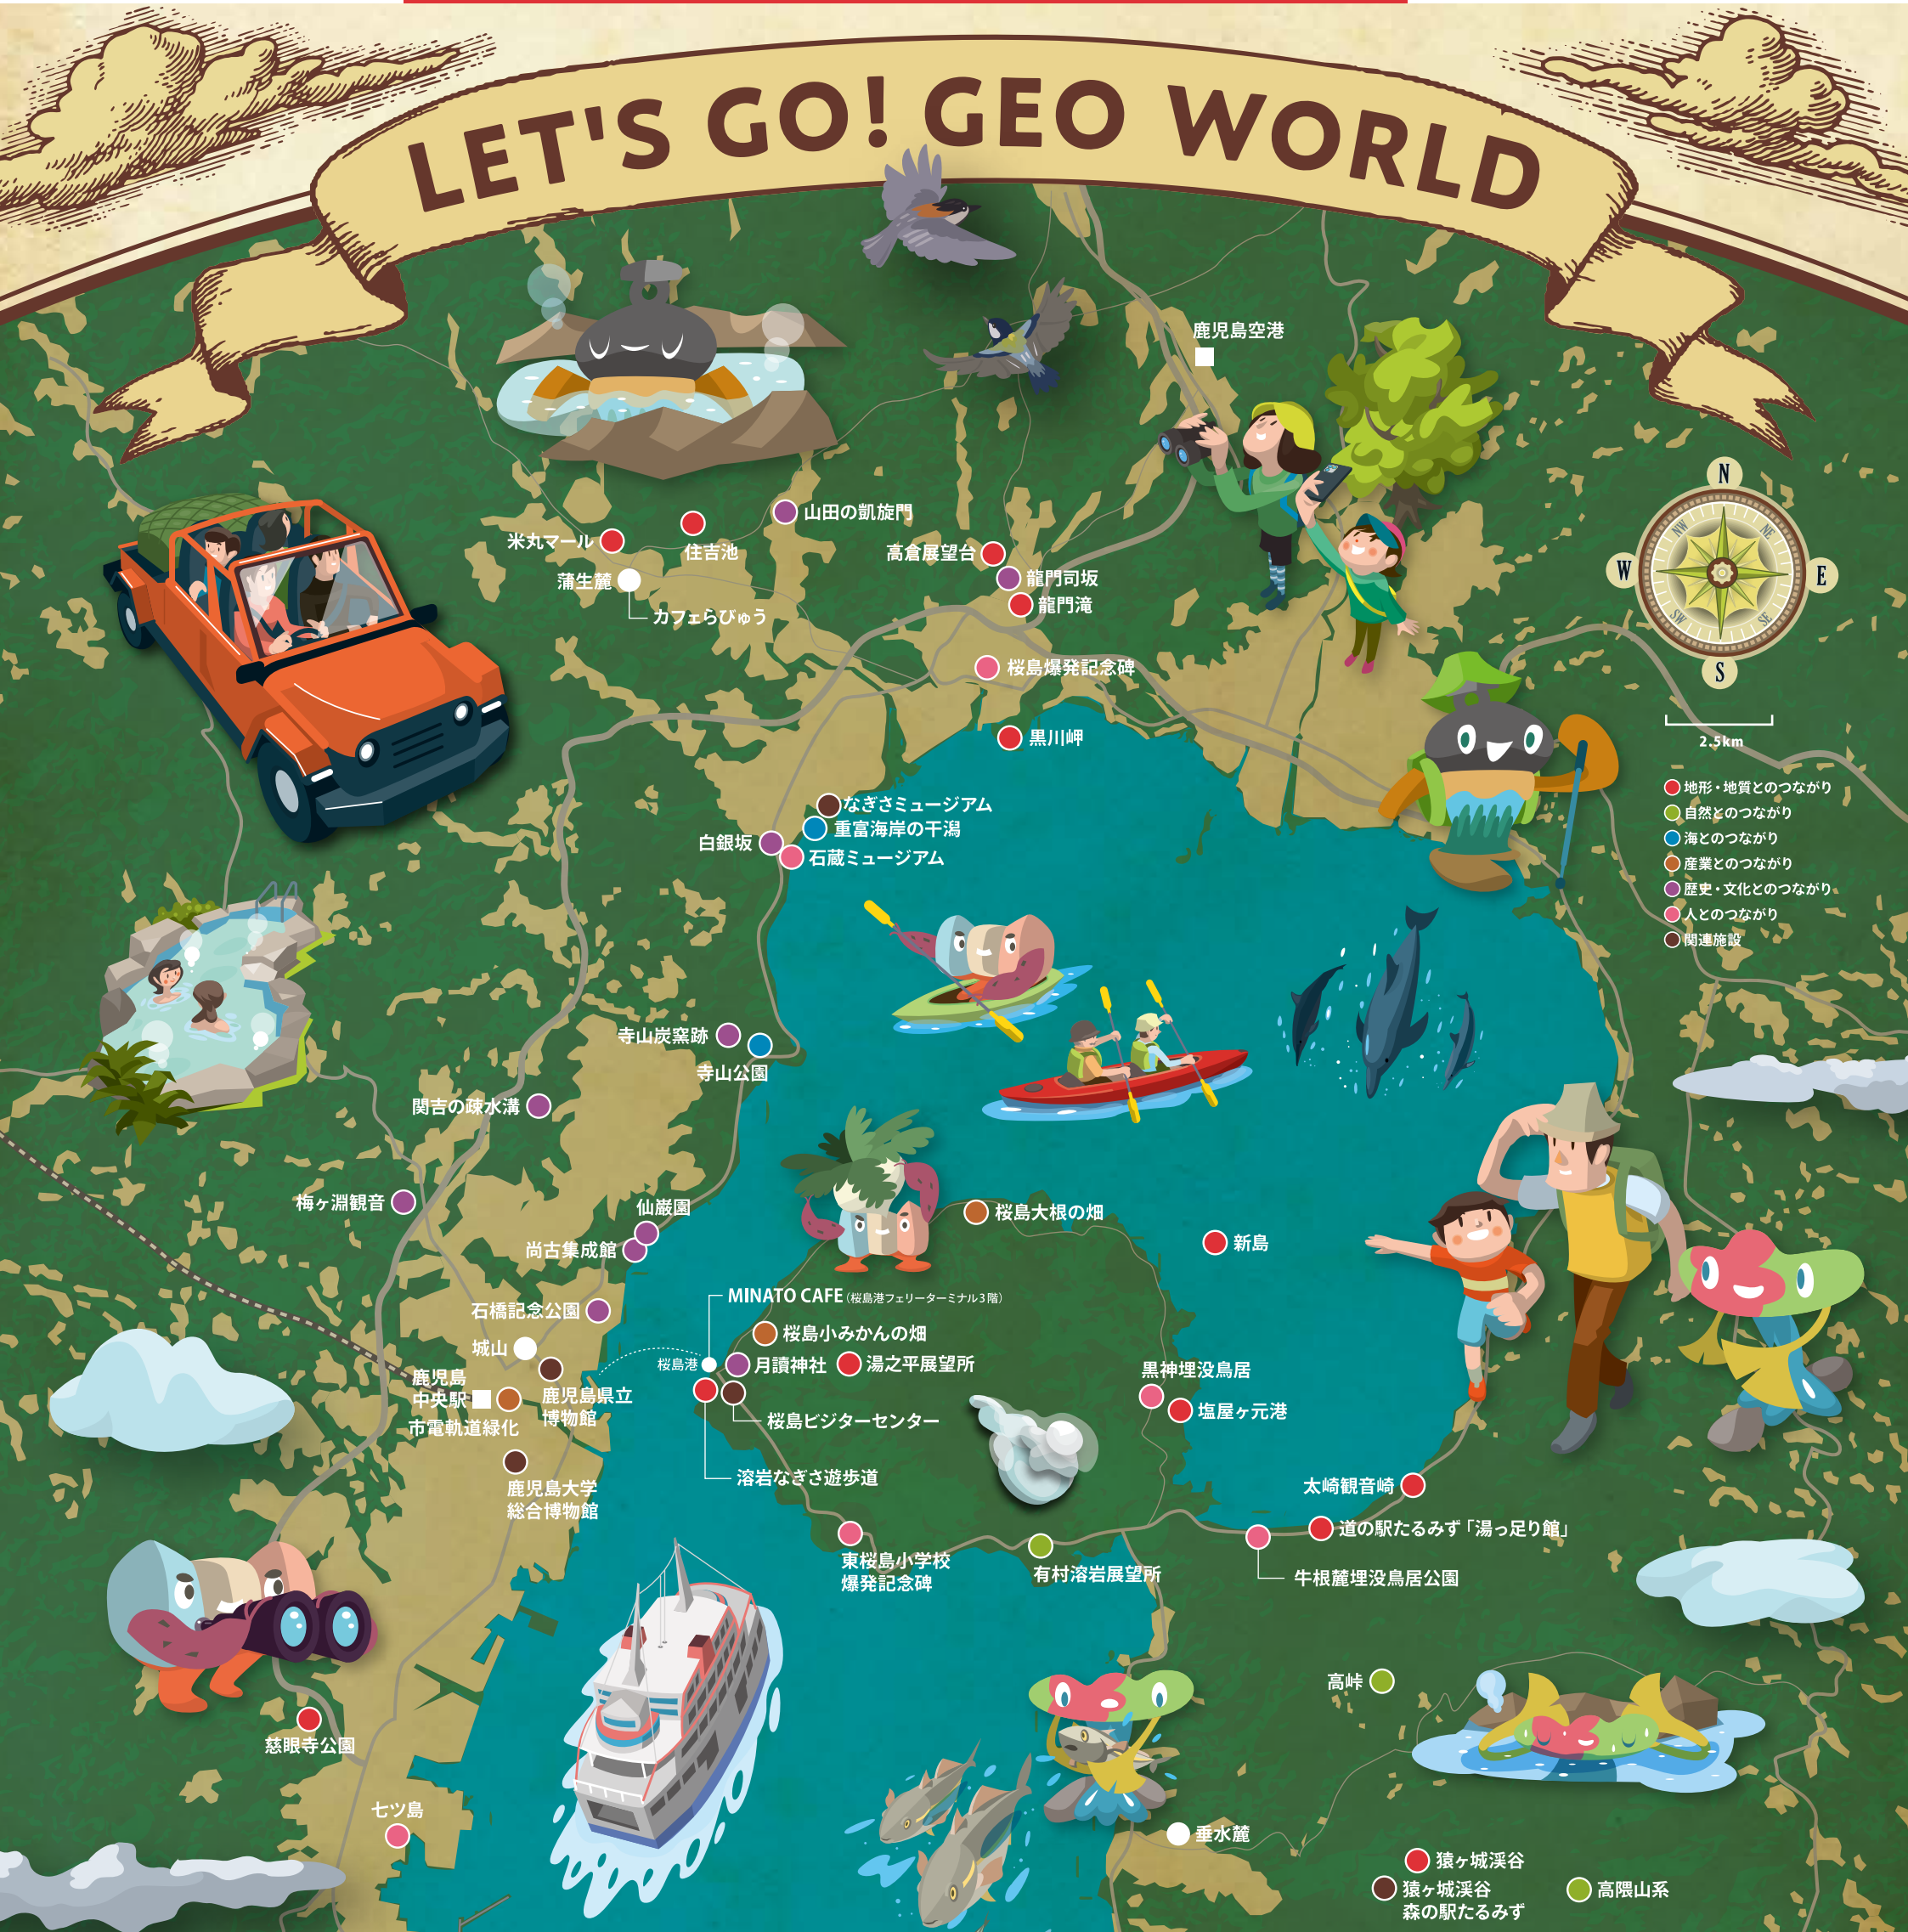 LET'S GO! GEO WORLD
鹿児島空港
山田の凱旋門
米丸マール
住吉池
高倉展望台
蒲生麓
龍門司坂
龍門滝
カフェらびゅう
桜島爆発記念碑
黒川岬
N
NW
NE
W
E
SW
SE
S
2.5km
地形・地質とのつながり
自然とのつながり
海とのつながり
産業とのつながり
歴史・文化とのつながり
人とのつながり
関連施設
なぎさミュージアム
重富海岸の干潟
白銀坂
石蔵ミュージアム
寺山炭窯跡
寺山公園
関吉の疎水溝
梅ヶ淵観音
仙巌園
尚古集成館
桜島大根の畑
新島
MINATO CAFE(桜島港フェリーターミナル3階)
石橋記念公園
桜島小みかんの畑
城山
桜島港
月讀神社
湯之平展望所
鹿児島
中央駅
市電軌道緑化
鹿児島県立
博物館
桜島ビジターセンター
黒神埋没鳥居
塩屋ヶ元港
鹿児島大学
総合博物館
溶岩なぎさ遊歩道
太崎観音崎
道の駅たるみず「湯っ足り館」
東桜島小学校
爆発記念碑
有村溶岩展望所
牛根麓埋没鳥居公園
高峠
慈眼寺公園
七ツ島
垂水麓
猿ヶ城渓谷
猿ヶ城渓谷
森の駅たるみず
高隈山系